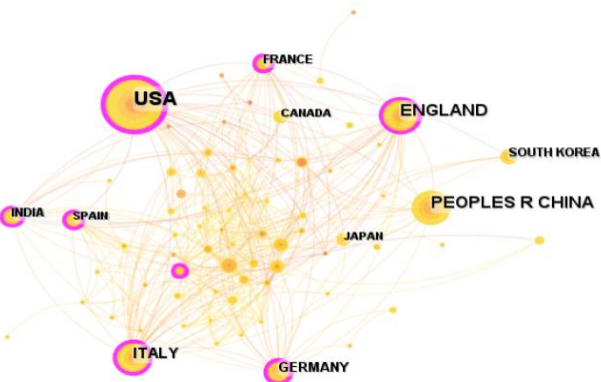 FRANCE
USA
ENGLAND
CANADA
SOUTH KOREA
PEOPLES R CHINA
INDIA
SPAIN
JAPAN
ITALY
GERMANY